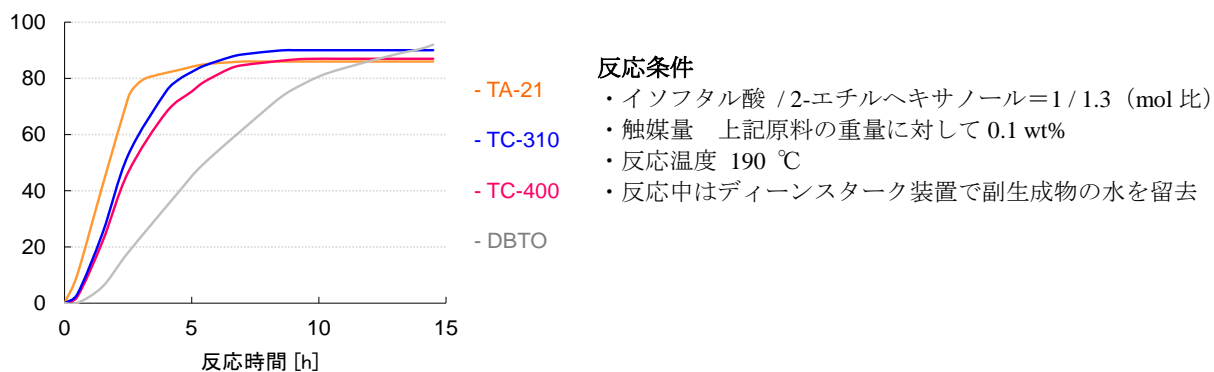 100
80
60
40
20
0
0 5 10 15
反応時間 [h]
- TA-21
- TC-310
- TC-400
- DBTO
反応条件
・イソフタル酸 / 2-エチルヘキサノール＝1 / 1.3（mol 比）
・触媒量　上記原料の重量に対して 0.1 wt%
・反応温度 190 ℃
・反応中はディーンスターク装置で副生成物の水を留去